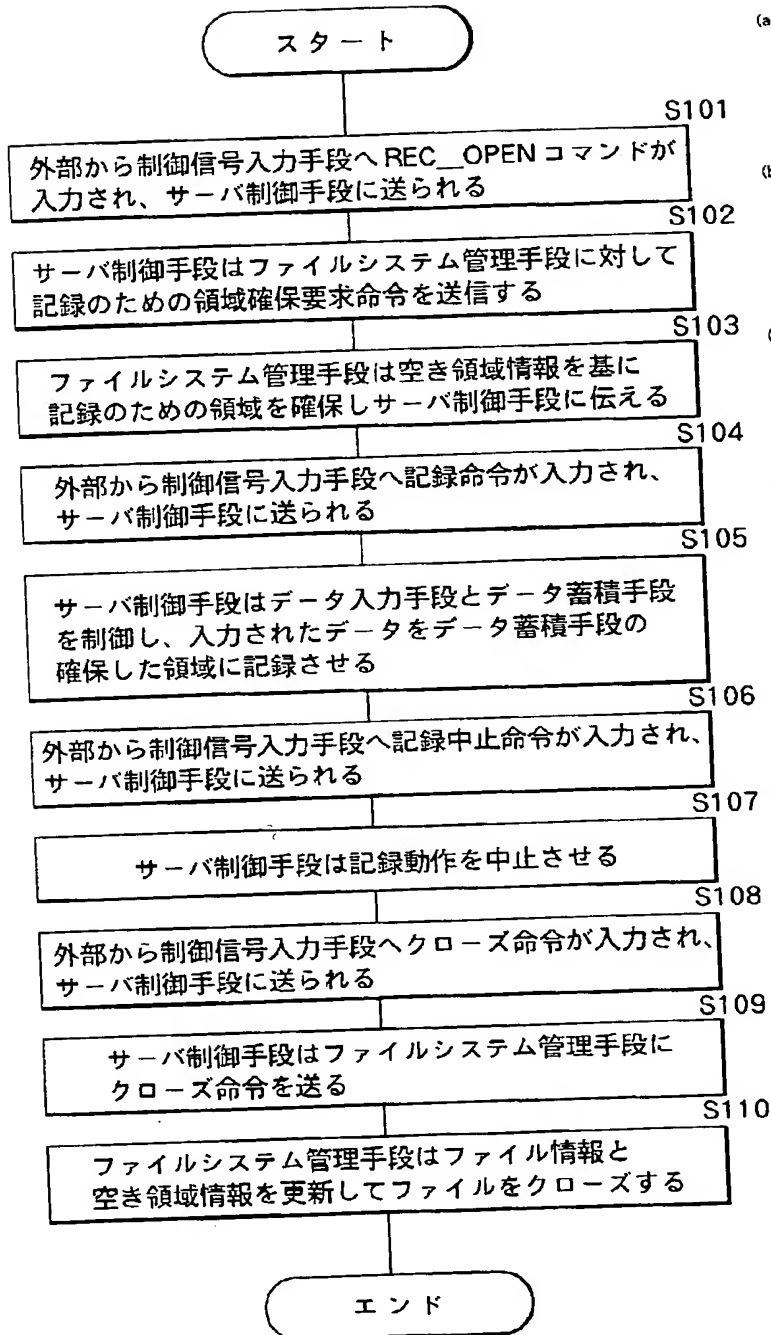 スタート
(a
S101
外部から制御信号入力手段へREC__OPENコマンドが
入力され、サーバ制御手段に送られる
(b
S102
サーバ制御手段はファイルシステム管理手段に対して
記録のための領域確保要求命令を送信する
S103
(
ファイルシステム管理手段は空き領域情報を基に
記録のための領域を確保しサーバ制御手段に伝える
S104
外部から制御信号入力手段へ記録命令が入力され、
サーバ制御手段に送られる
S105
サーバ制御手段はデータ入力手段とデータ蓄積手段
を制御し、入力されたデータをデータ蓄積手段の
確保した領域に記録させる
S106
外部から制御信号入力手段へ記録中止命令が入力され、
サーバ制御手段に送られる
S107
サーバ制御手段は記録動作を中止させる
S108
外部から制御信号入力手段へクローズ命令が入力され、
サーバ制御手段に送られる
S109
サーバ制御手段はファイルシステム管理手段に
クローズ命令を送る
S110
ファイルシステム管理手段はファイル情報と
空き領域情報を更新してファイルをクローズする
エンド